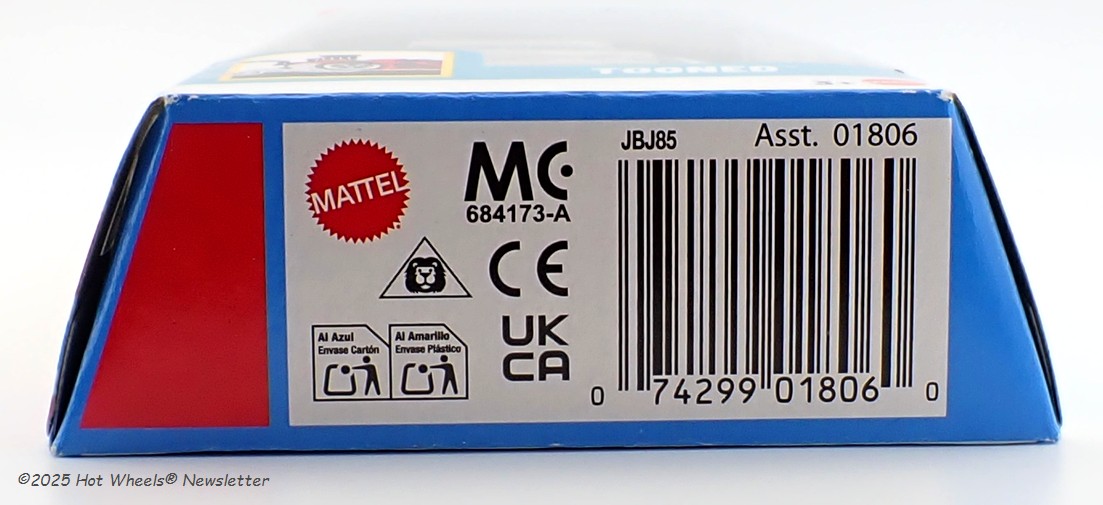 TOONED
MATTEL
MC
684173-A
JBJ85
Asst. 01806
CE
UK
CA
Al Azul
Envase Cartón
Al Amarillo
Envase Plástico
0 74299 01806 0
©2025 Hot Wheels® Newsletter